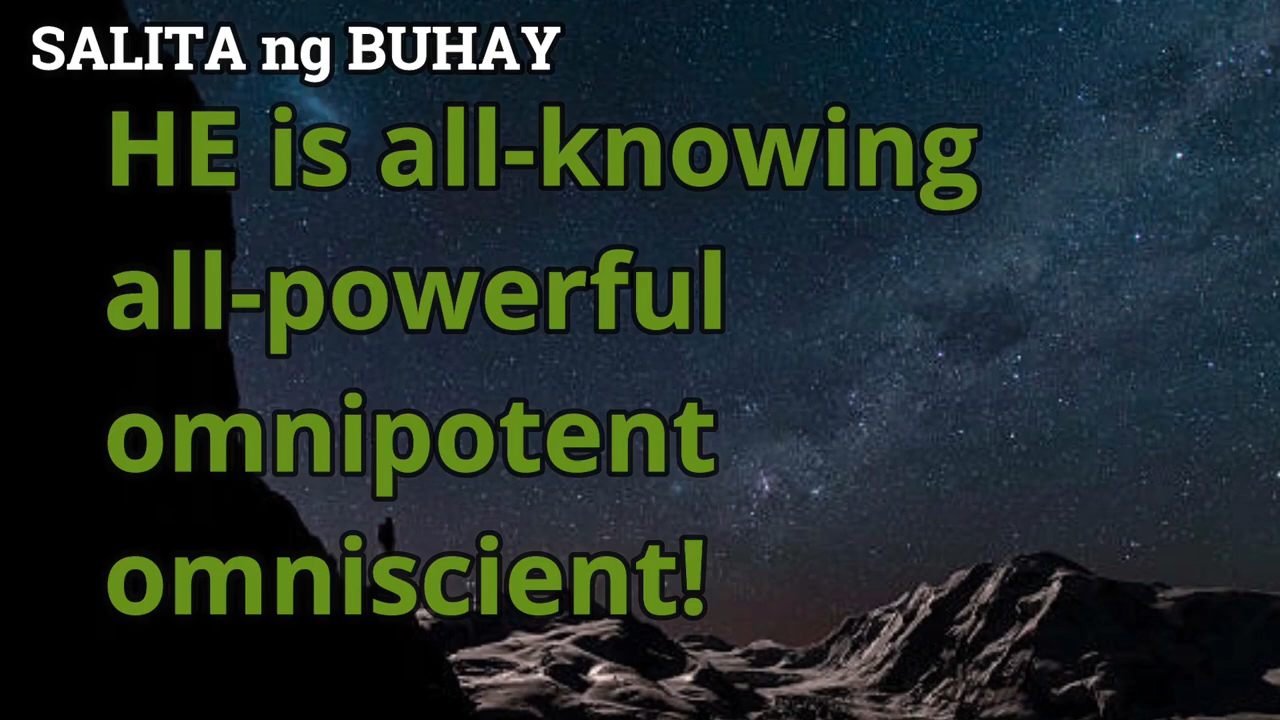 SALITA ng BUHAY
HE is all-knowing
all-powerful
omnipotent
omniscient!